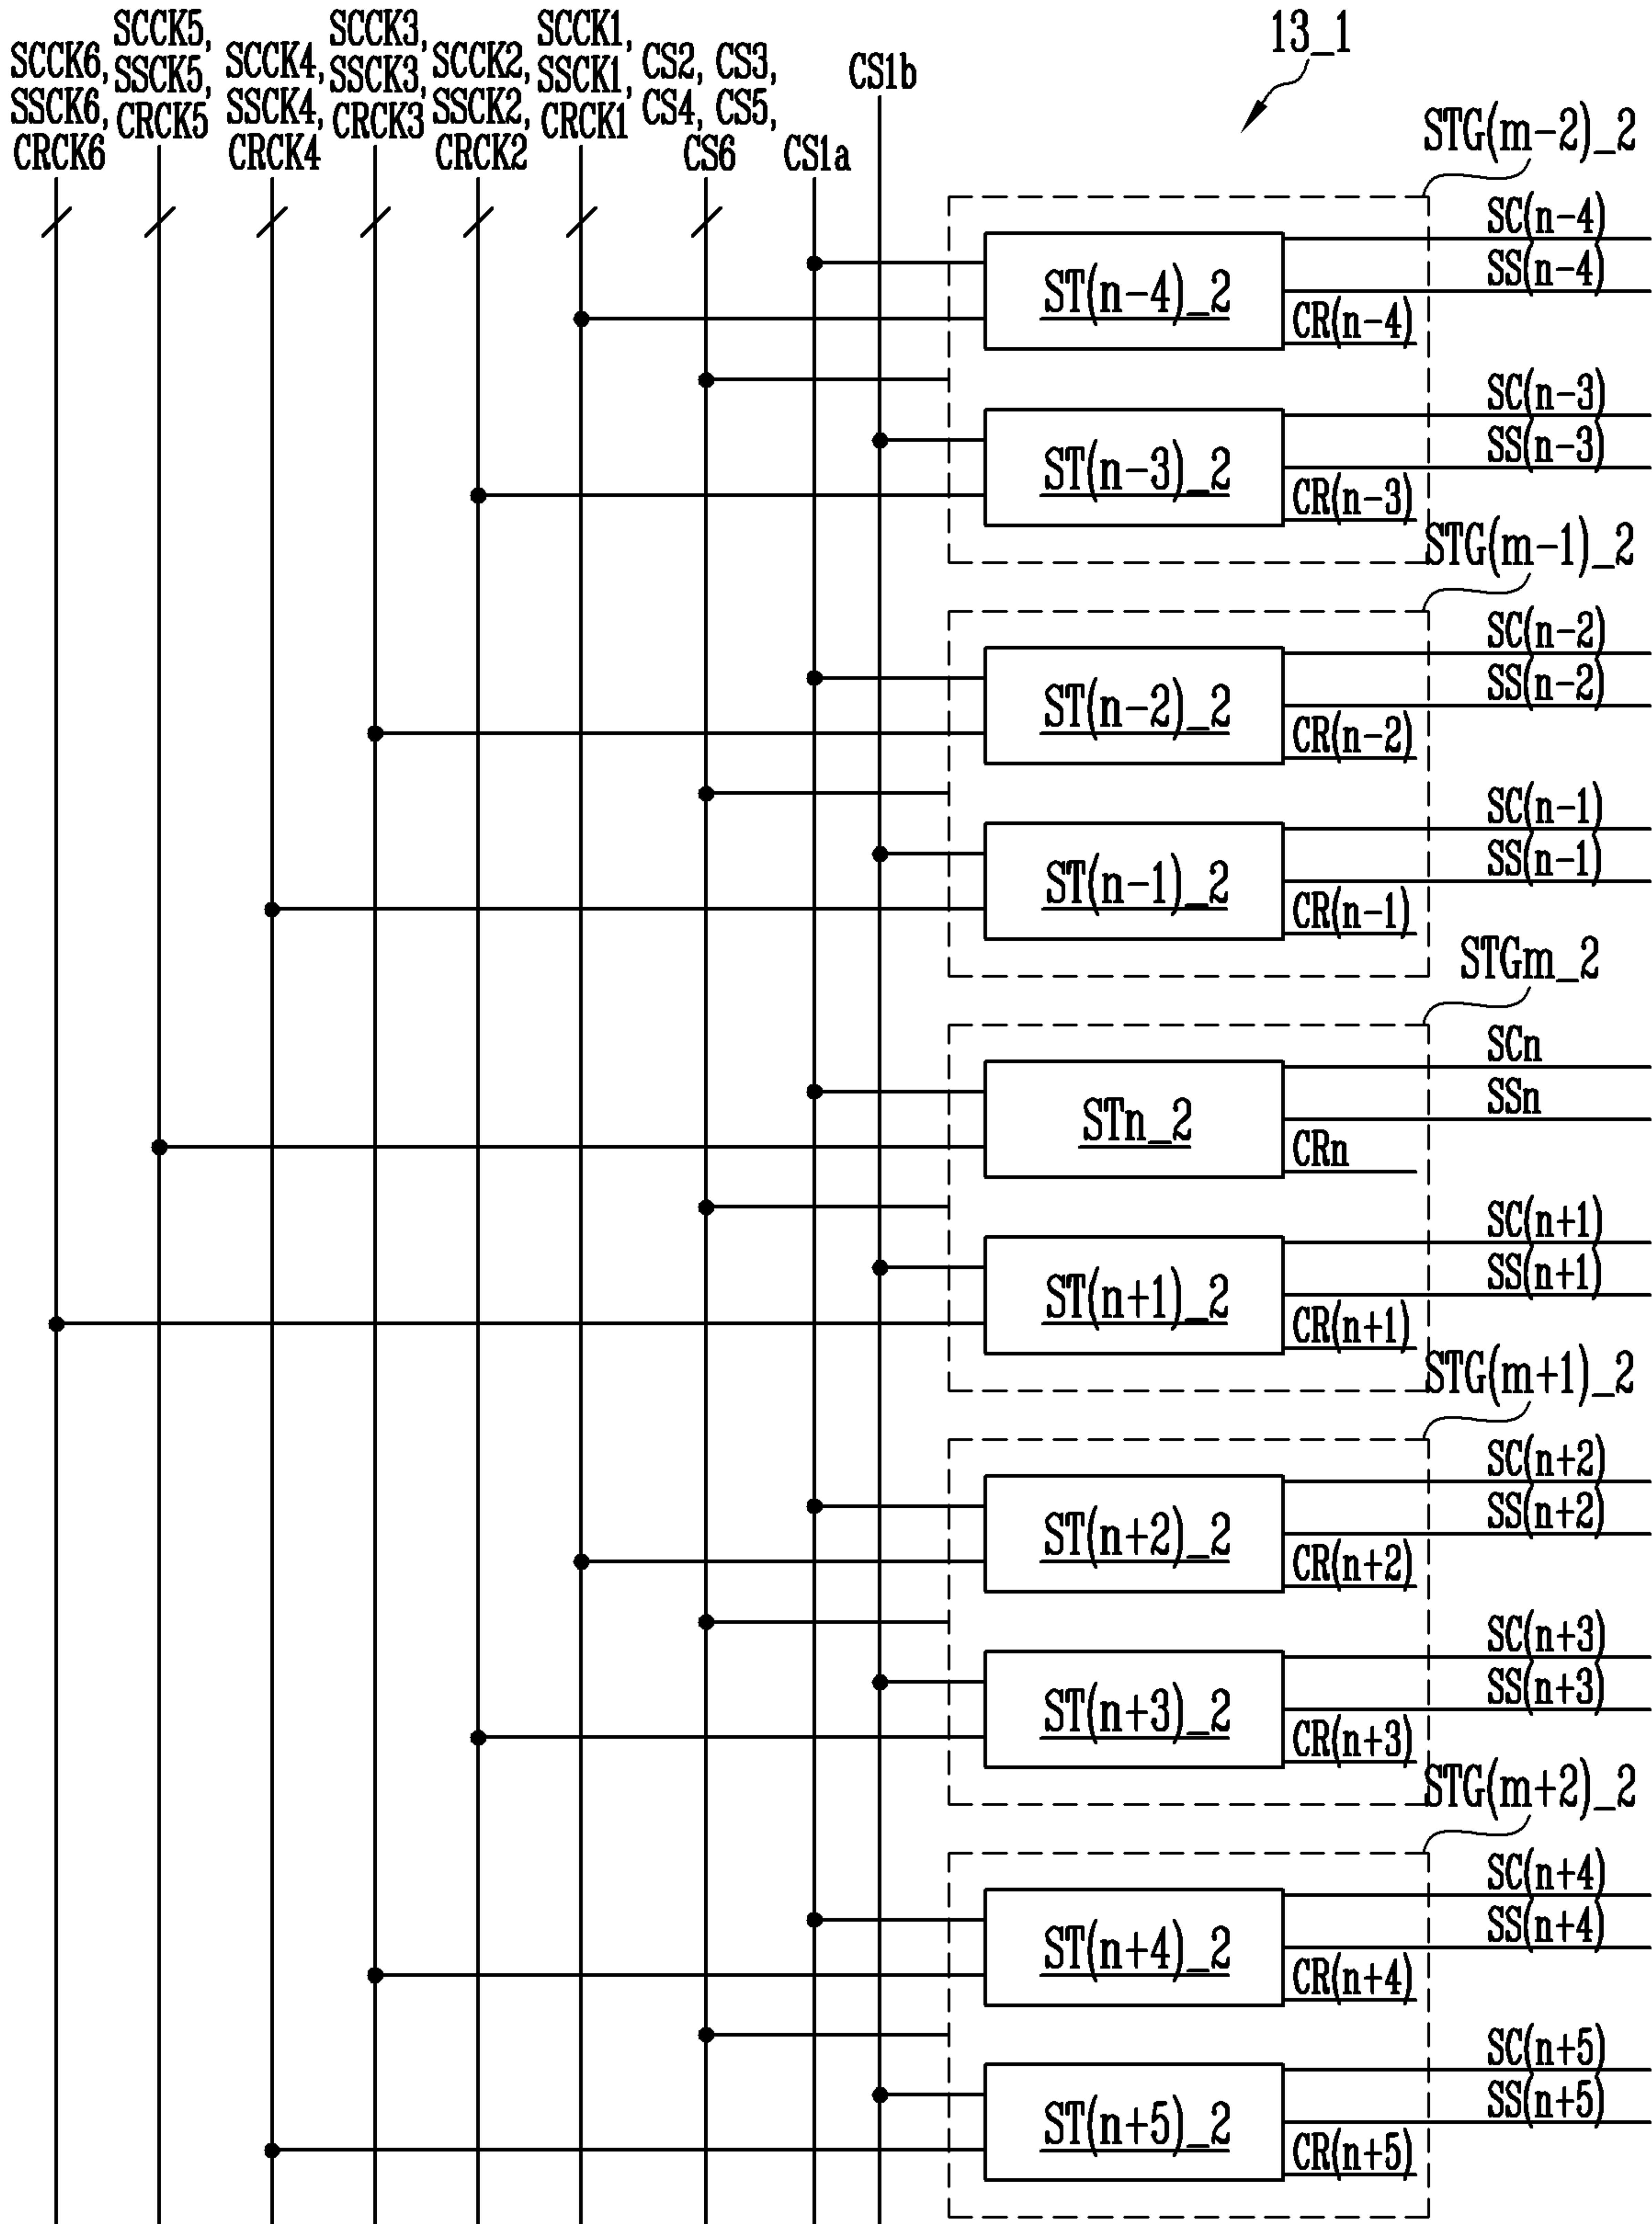 13_1
SCCK6,
SSCK6,
CRCK6
SCCK5,
SSCK5,
CRCK5
SCCK4,
SSCK4,
CRCK4
SCCK3,
SSCK3,
CRCK3
SCCK2,
SSCK2,
CRCK2
SCCK1,
SSCK1,
CRCK1
CS2, CS3,
CS4, CS5,
CS6
CS1a
CS1b
STG(m-2)_2
ST(n-4)_2
SC(n-4)
SS(n-4)
CR(n-4)
ST(n-3)_2
SC(n-3)
SS(n-3)
CR(n-3)
STG(m-1)_2
ST(n-2)_2
SC(n-2)
SS(n-2)
CR(n-2)
ST(n-1)_2
SC(n-1)
SS(n-1)
CR(n-1)
STGm_2
STn_2
SCn
SSn
CRn
ST(n+1)_2
SC(n+1)
SS(n+1)
CR(n+1)
STG(m+1)_2
ST(n+2)_2
SC(n+2)
SS(n+2)
CR(n+2)
ST(n+3)_2
SC(n+3)
SS(n+3)
CR(n+3)
STG(m+2)_2
ST(n+4)_2
SC(n+4)
SS(n+4)
CR(n+4)
ST(n+5)_2
SC(n+5)
SS(n+5)
CR(n+5)